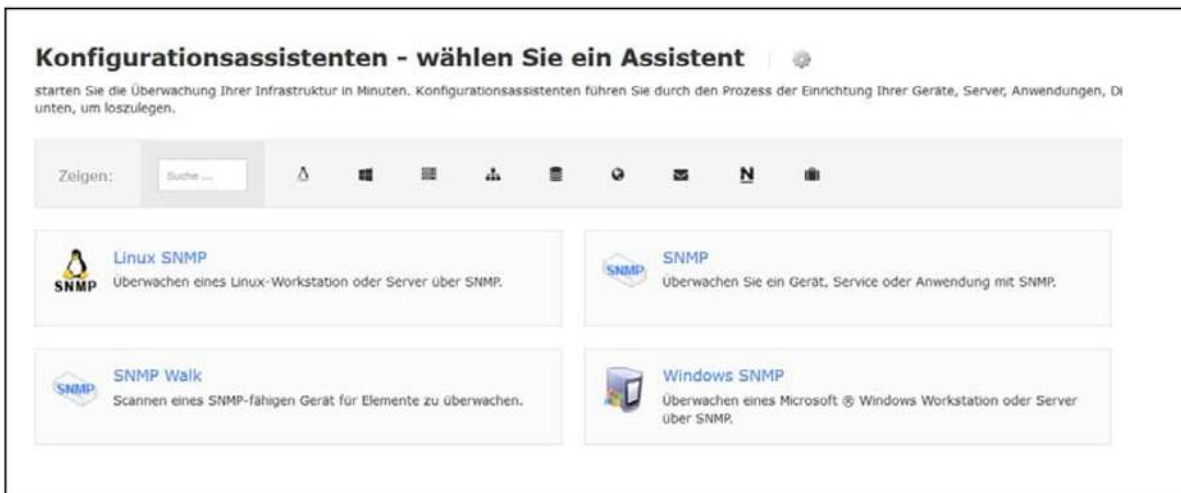 Konfigurationsassistenten - wählen Sie ein Assistent
starten Sie die Überwachung Ihrer Infrastruktur in Minuten. Konfigurationsassistenten führen Sie durch den Prozess der Einrichtung Ihrer Geräte, Server, Anwendungen, Di
unten, um loszulegen.
Zeigen:
Suche ...
N
Linux SNMP
SNMP
Überwachen eines Linux-Workstation oder Server über SNMP.
SNMP
SNMP
Überwachen Sie ein Gerät, Service oder Anwendung mit SNMP.
SNMP Walk
SNMP
Scannen eines SNMP-fähigen Gerät für Elemente zu überwachen.
Windows SNMP
Überwachen eines Microsoft ® Windows Workstation oder Server
über SNMP.